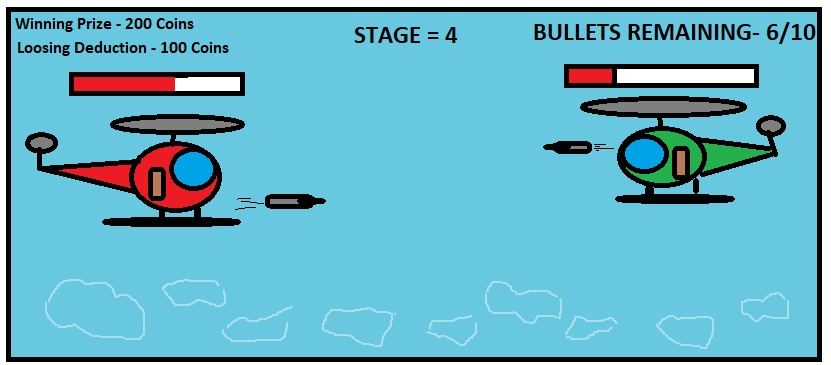 Winning Prize - 200 Coins
Loosing Deduction - 100 Coins
STAGE = 4
BULLETS REMAINING- 6/10